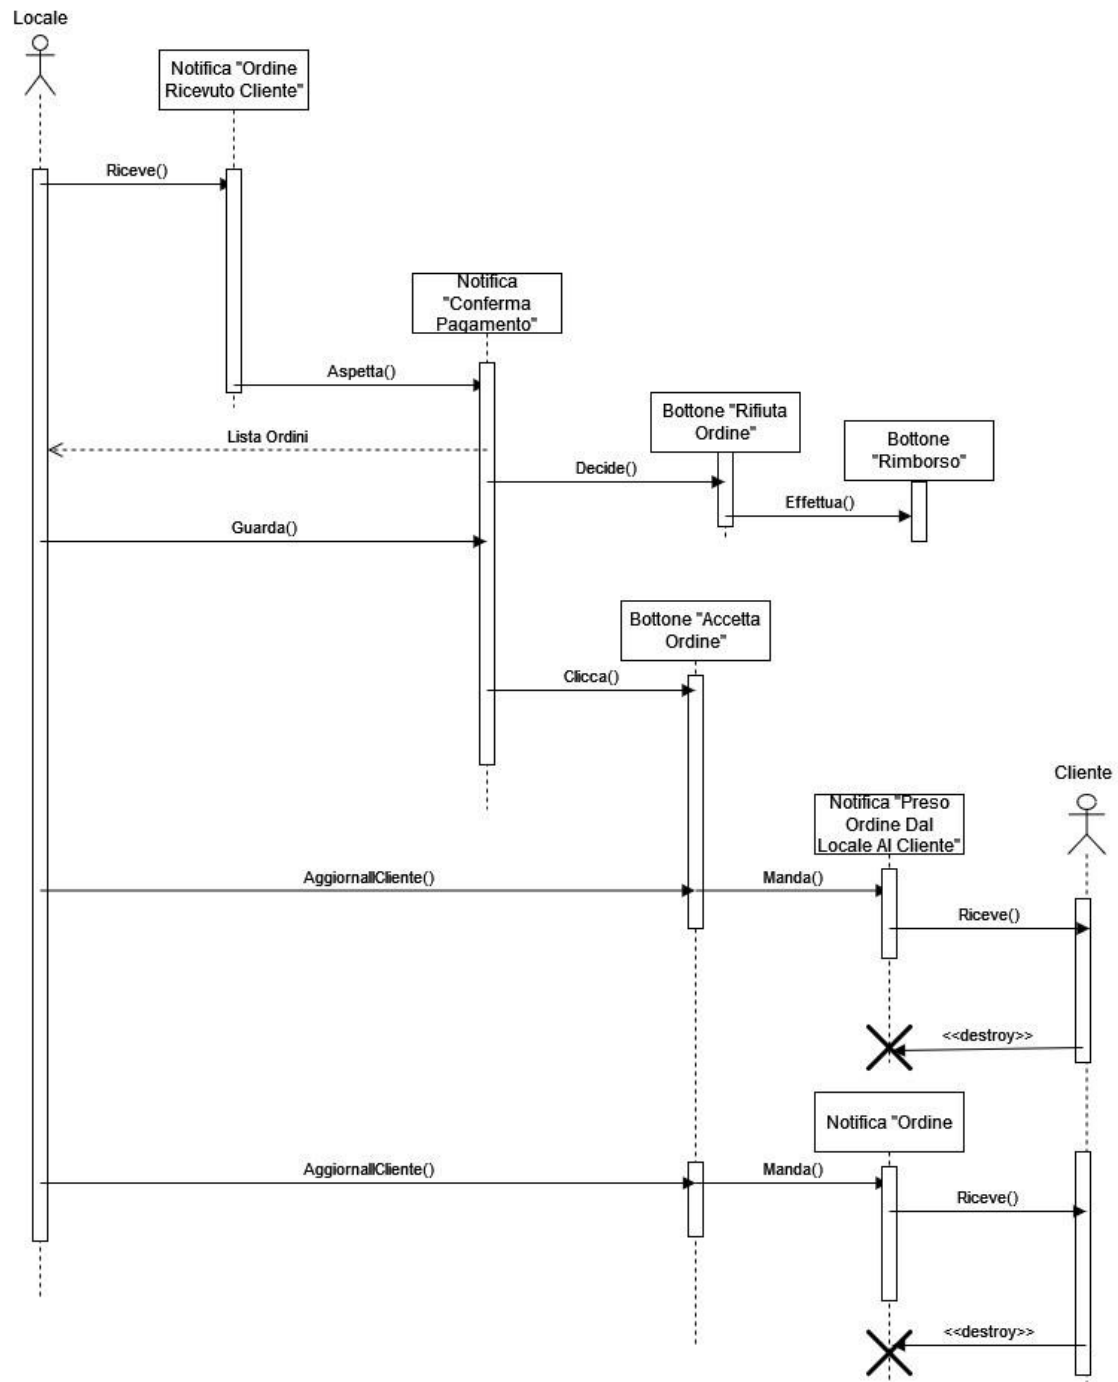 Locale
Notifica "Ordine
Ricevuto Cliente"
Riceve()
Notifica
"Conferma
Pagamento"
Aspetta()
Bottone "Rifiuta
Ordine"
Bottone
"Rimborso"
Lista Ordini
Decide()
Effettua()
Guarda()
Bottone "Accetta
Ordine"
Clicca()
Cliente
Notifica "Preso
Ordine Dal
Locale Al Cliente"
AggiornaIlCliente()
Manda()
Riceve()
<<destroy>>
Notifica "Ordine
AggiornaIlCliente()
Manda()
Riceve()
<<destroy>>